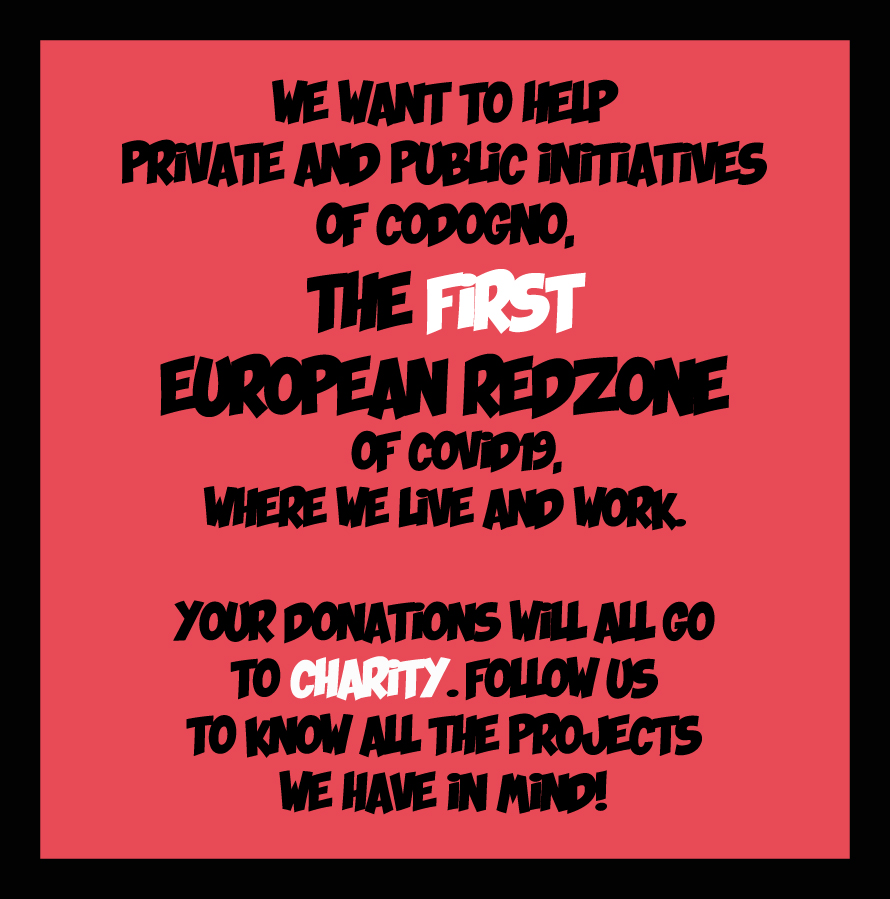 WE WANT TO HELP
PRiVATE AND PUBLiC iNiTiATiVES
OF CODOGNO,
THE FiRST
EUROPEAN REDZONE
OF COViD19,
WHERE WE LiVE AND WORK.
YOUR DONATiONS WiLL ALL GO
TO CHARiTY. FOLLOW US
TO KNOW ALL THE PROJECTS
WE HAVE iN MiND!